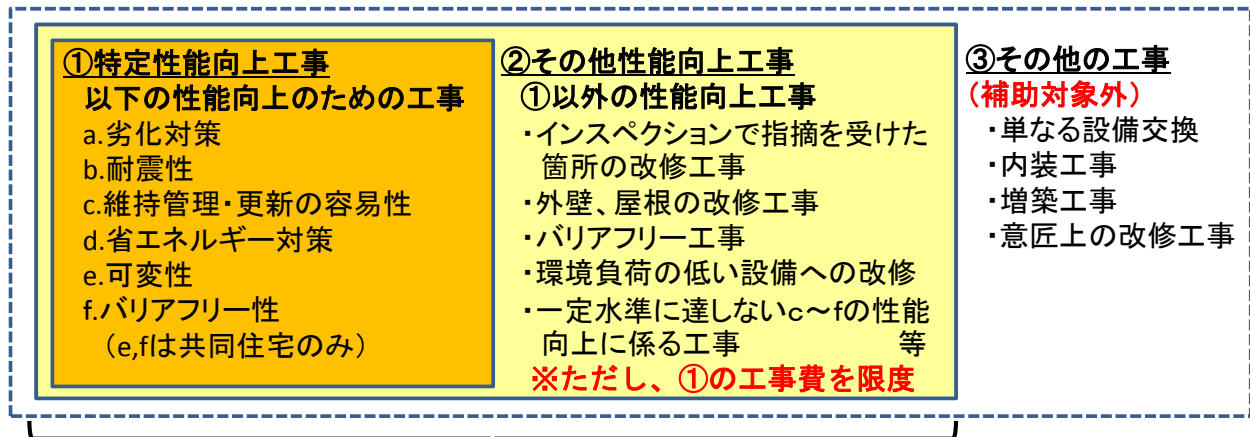 ①特定性能向上工事
以下の性能向上のための工事
a.劣化対策
b.耐震性
c.維持管理・更新の容易性
d.省エネルギー対策
e.可変性
f.バリアフリー性
（e,fは共同住宅のみ）
②その他性能向上工事
①以外の性能向上工事
・インスペクションで指摘を受けた
箇所の改修工事
・外壁、屋根の改修工事
・バリアフリー工事
・環境負荷の低い設備への改修
・一定水準に達しないｃ～ｆの性能
向上に係る工事　　　　　等
※ただし、①の工事費を限度
③その他の工事
（補助対象外）
・単なる設備交換
・内装工事
・増築工事
・意匠上の改修工事